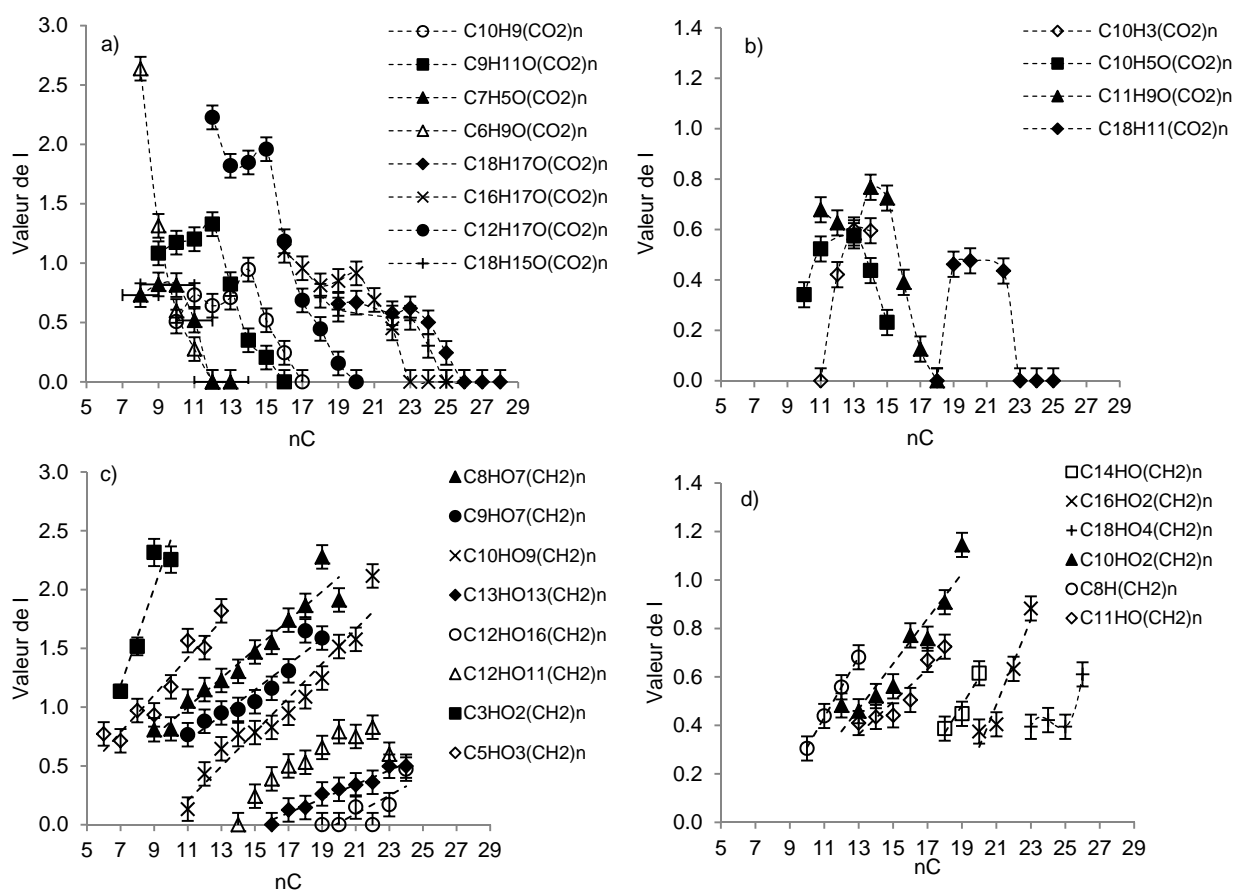 a)
3.0
2.5
2.0
1.5
1.0
0.5
0.0
Valeur de I
5 7 9 11 13 15 17 19 21 23 25 27 29
nC
C10H9(CO2)n
C9H11O(CO2)n
C7H5O(CO2)n
C6H9O(CO2)n
C18H17O(CO2)n
C16H17O(CO2)n
C12H17O(CO2)n
C18H15O(CO2)n
b)
1.4
1.2
1.0
0.8
0.6
0.4
0.2
0.0
Valeur de I
5 7 9 11 13 15 17 19 21 23 25 27 29
nC
C10H3(CO2)n
C10H5O(CO2)n
C11H9O(CO2)n
C18H11(CO2)n
c)
3.0
2.5
2.0
1.5
1.0
0.5
0.0
Valeur de I
5 7 9 11 13 15 17 19 21 23 25 27 29
nC
C8HO7(CH2)n
C9HO7(CH2)n
C10HO9(CH2)n
C13HO13(CH2)n
C12HO16(CH2)n
C12HO11(CH2)n
C3HO2(CH2)n
C5HO3(CH2)n
d)
1.4
1.2
1.0
0.8
0.6
0.4
0.2
0.0
Valeur de I
5 7 9 11 13 15 17 19 21 23 25 27 29
nC
C14HO(CH2)n
C16HO2(CH2)n
C18HO4(CH2)n
C10HO2(CH2)n
C8H(CH2)n
C11HO(CH2)n